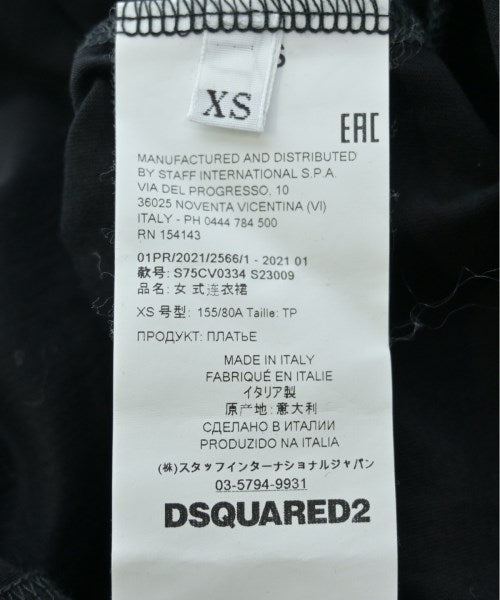 XS
EAC
MANUFACTURED AND DISTRIBUTED
BY STAFF INTERNATIONAL S.P.A.
VIA DEL PROGRESSO, 10
36025 NOVENTA VICENTINA (VI)
ITALY - PH 0444 784 500
RN 154143
01PR/2021/2566/1 - 2021 01
款号: S75CV0334 S23009
品名: 女 式连衣裙
XS 号型: 155/80A Taille: TP
ПРОДУКТ: ПЛАТЬЕ
MADE IN ITALY
FABRIQUÉ EN ITALIE
イタリア製
原产地: 意大利
СДЕЛАНО В ИТАЛИИ
PRODUZIDO NA ITALIA
(株)スタッフインターナショナルジャパン
03-5794-9931
DSQUARED2